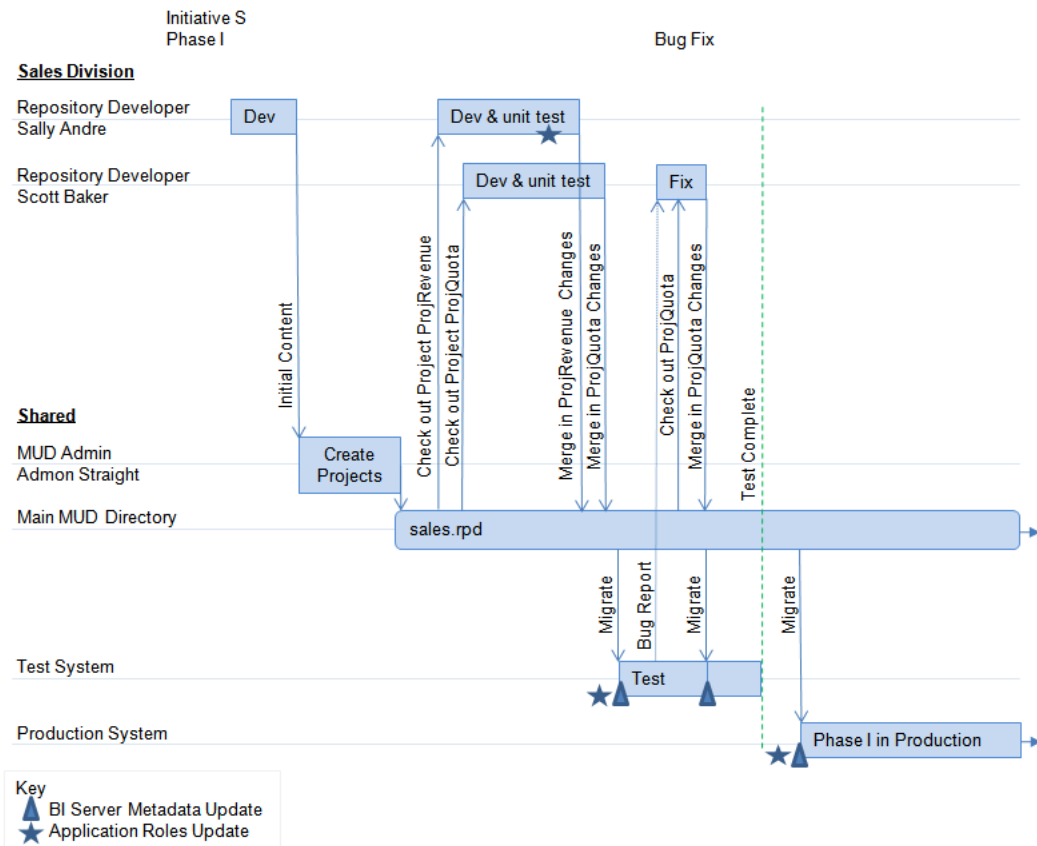 Initiative S
Phase I
Bug Fix
Sales Division
Repository Developer
Sally Andre
Dev
Dev & unit test
Repository Developer
Scott Baker
Dev & unit test
Fix
Initial Content
Check out Project ProjRevenue
Check out Project ProjQuota
Merge in ProjRevenue Changes
Merge in ProjQuota Changes
Check out ProjQuota
Merge in ProjQuota Changes
Test Complete
Shared
MUD Admin
Admon Straight
Create
Projects
Main MUD Directory
sales.rpd
Migrate
Bug Report
Migrate
Migrate
Test System
Test
Production System
Phase I in Production
Key
BI Server Metadata Update
Application Roles Update